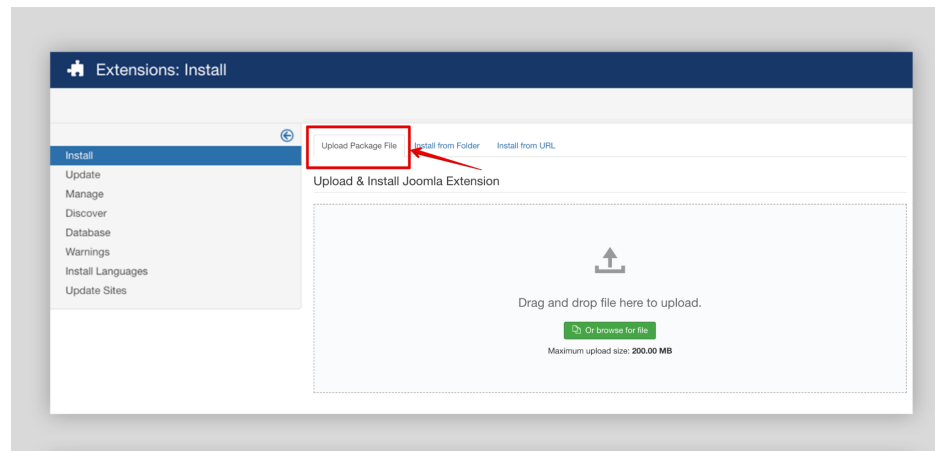 Extensions: Install
Install
Update
Manage
Discover
Database
Warnings
Install Languages
Update Sites
Upload Package File Install from Folder Install from URL
Upload & Install Joomla Extension
Drag and drop file here to upload.
Or browse for file
Maximum upload size: 200.00 MB